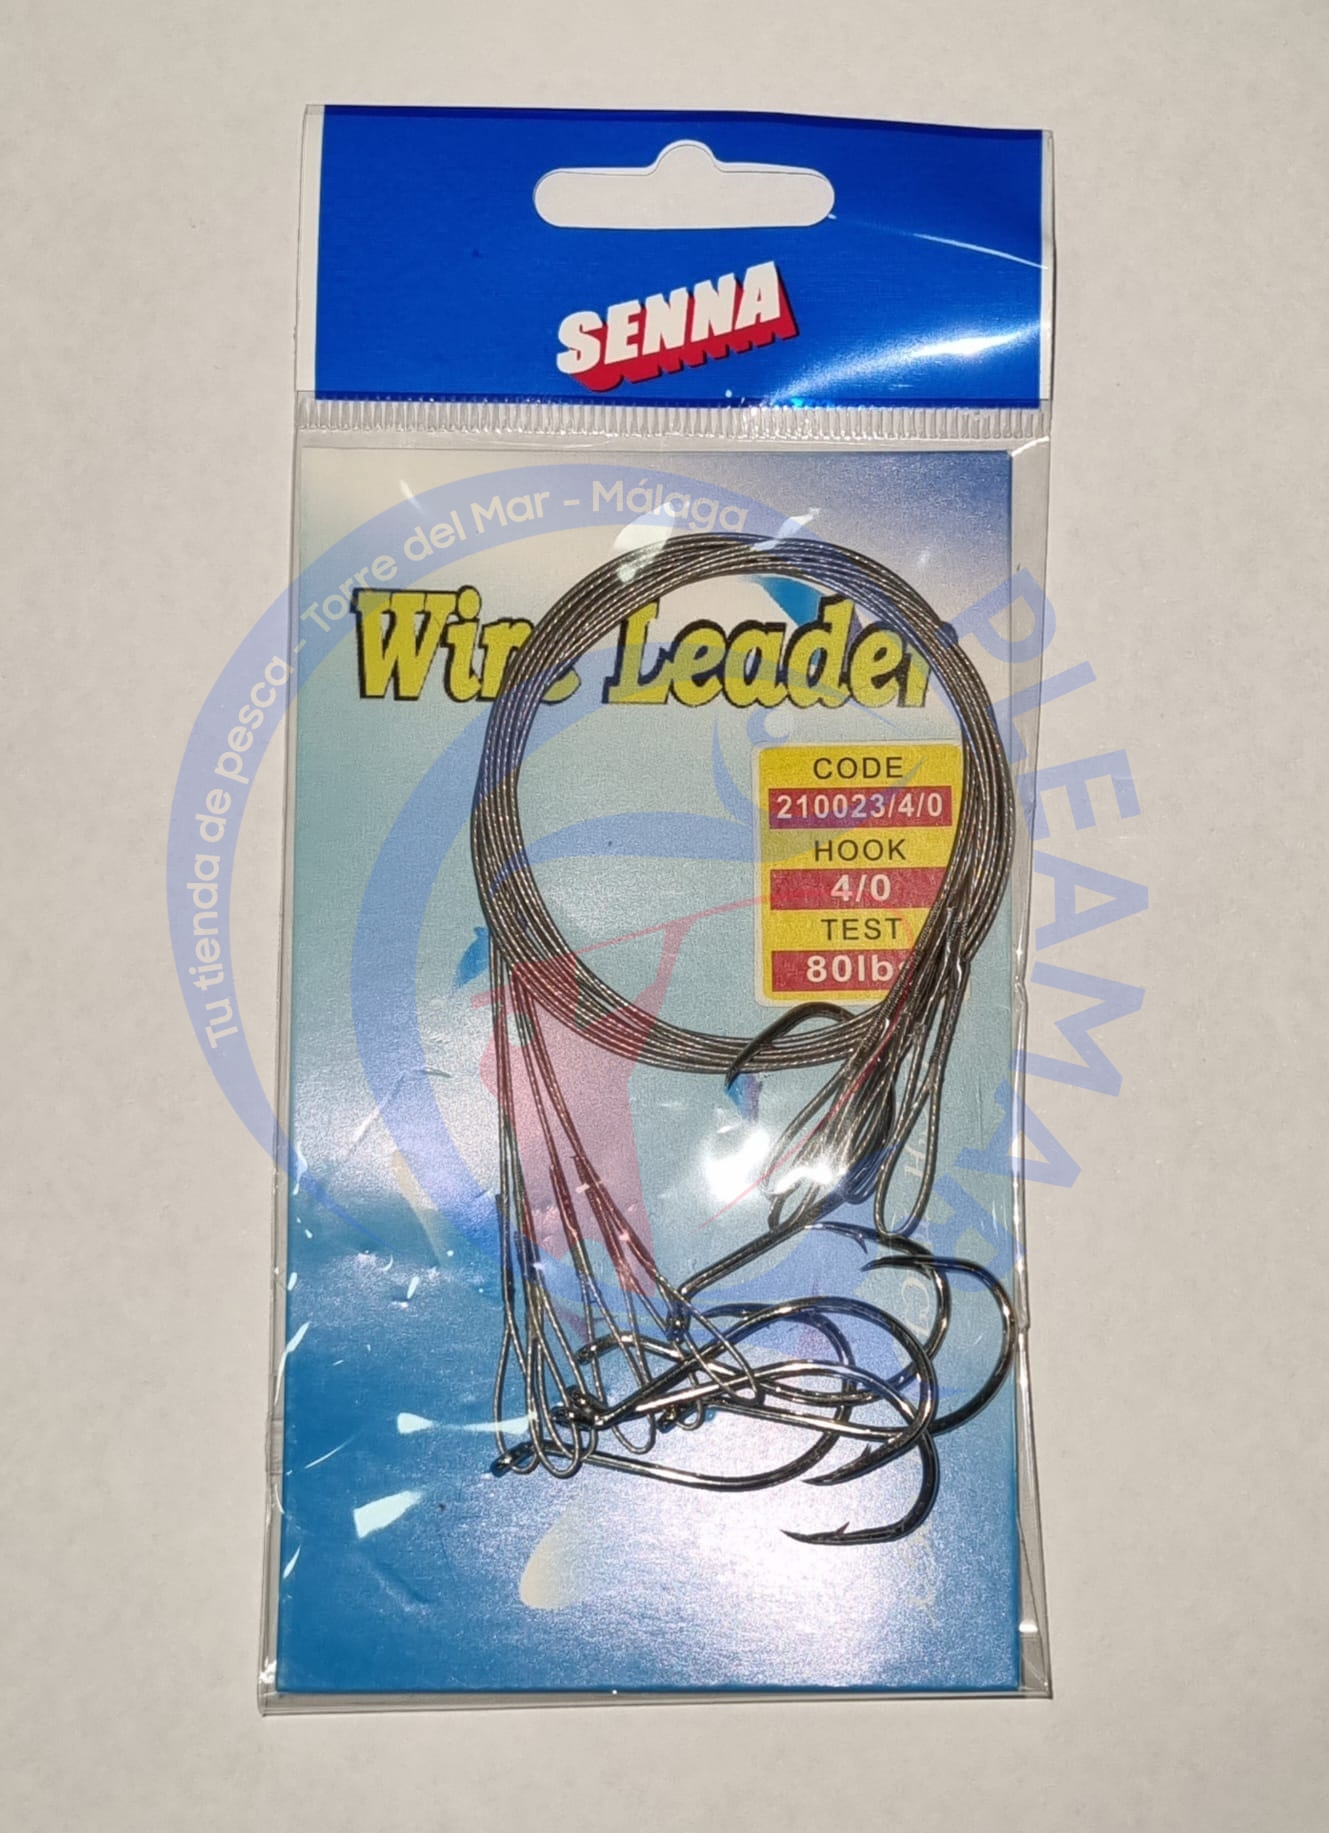 SENNA
Tu tienda de pesca - Torre del Mar - Málaga
PLEAMAR
Wire Leader
CODE
210023/4/0
HOOK
4/0
TEST
80lbs